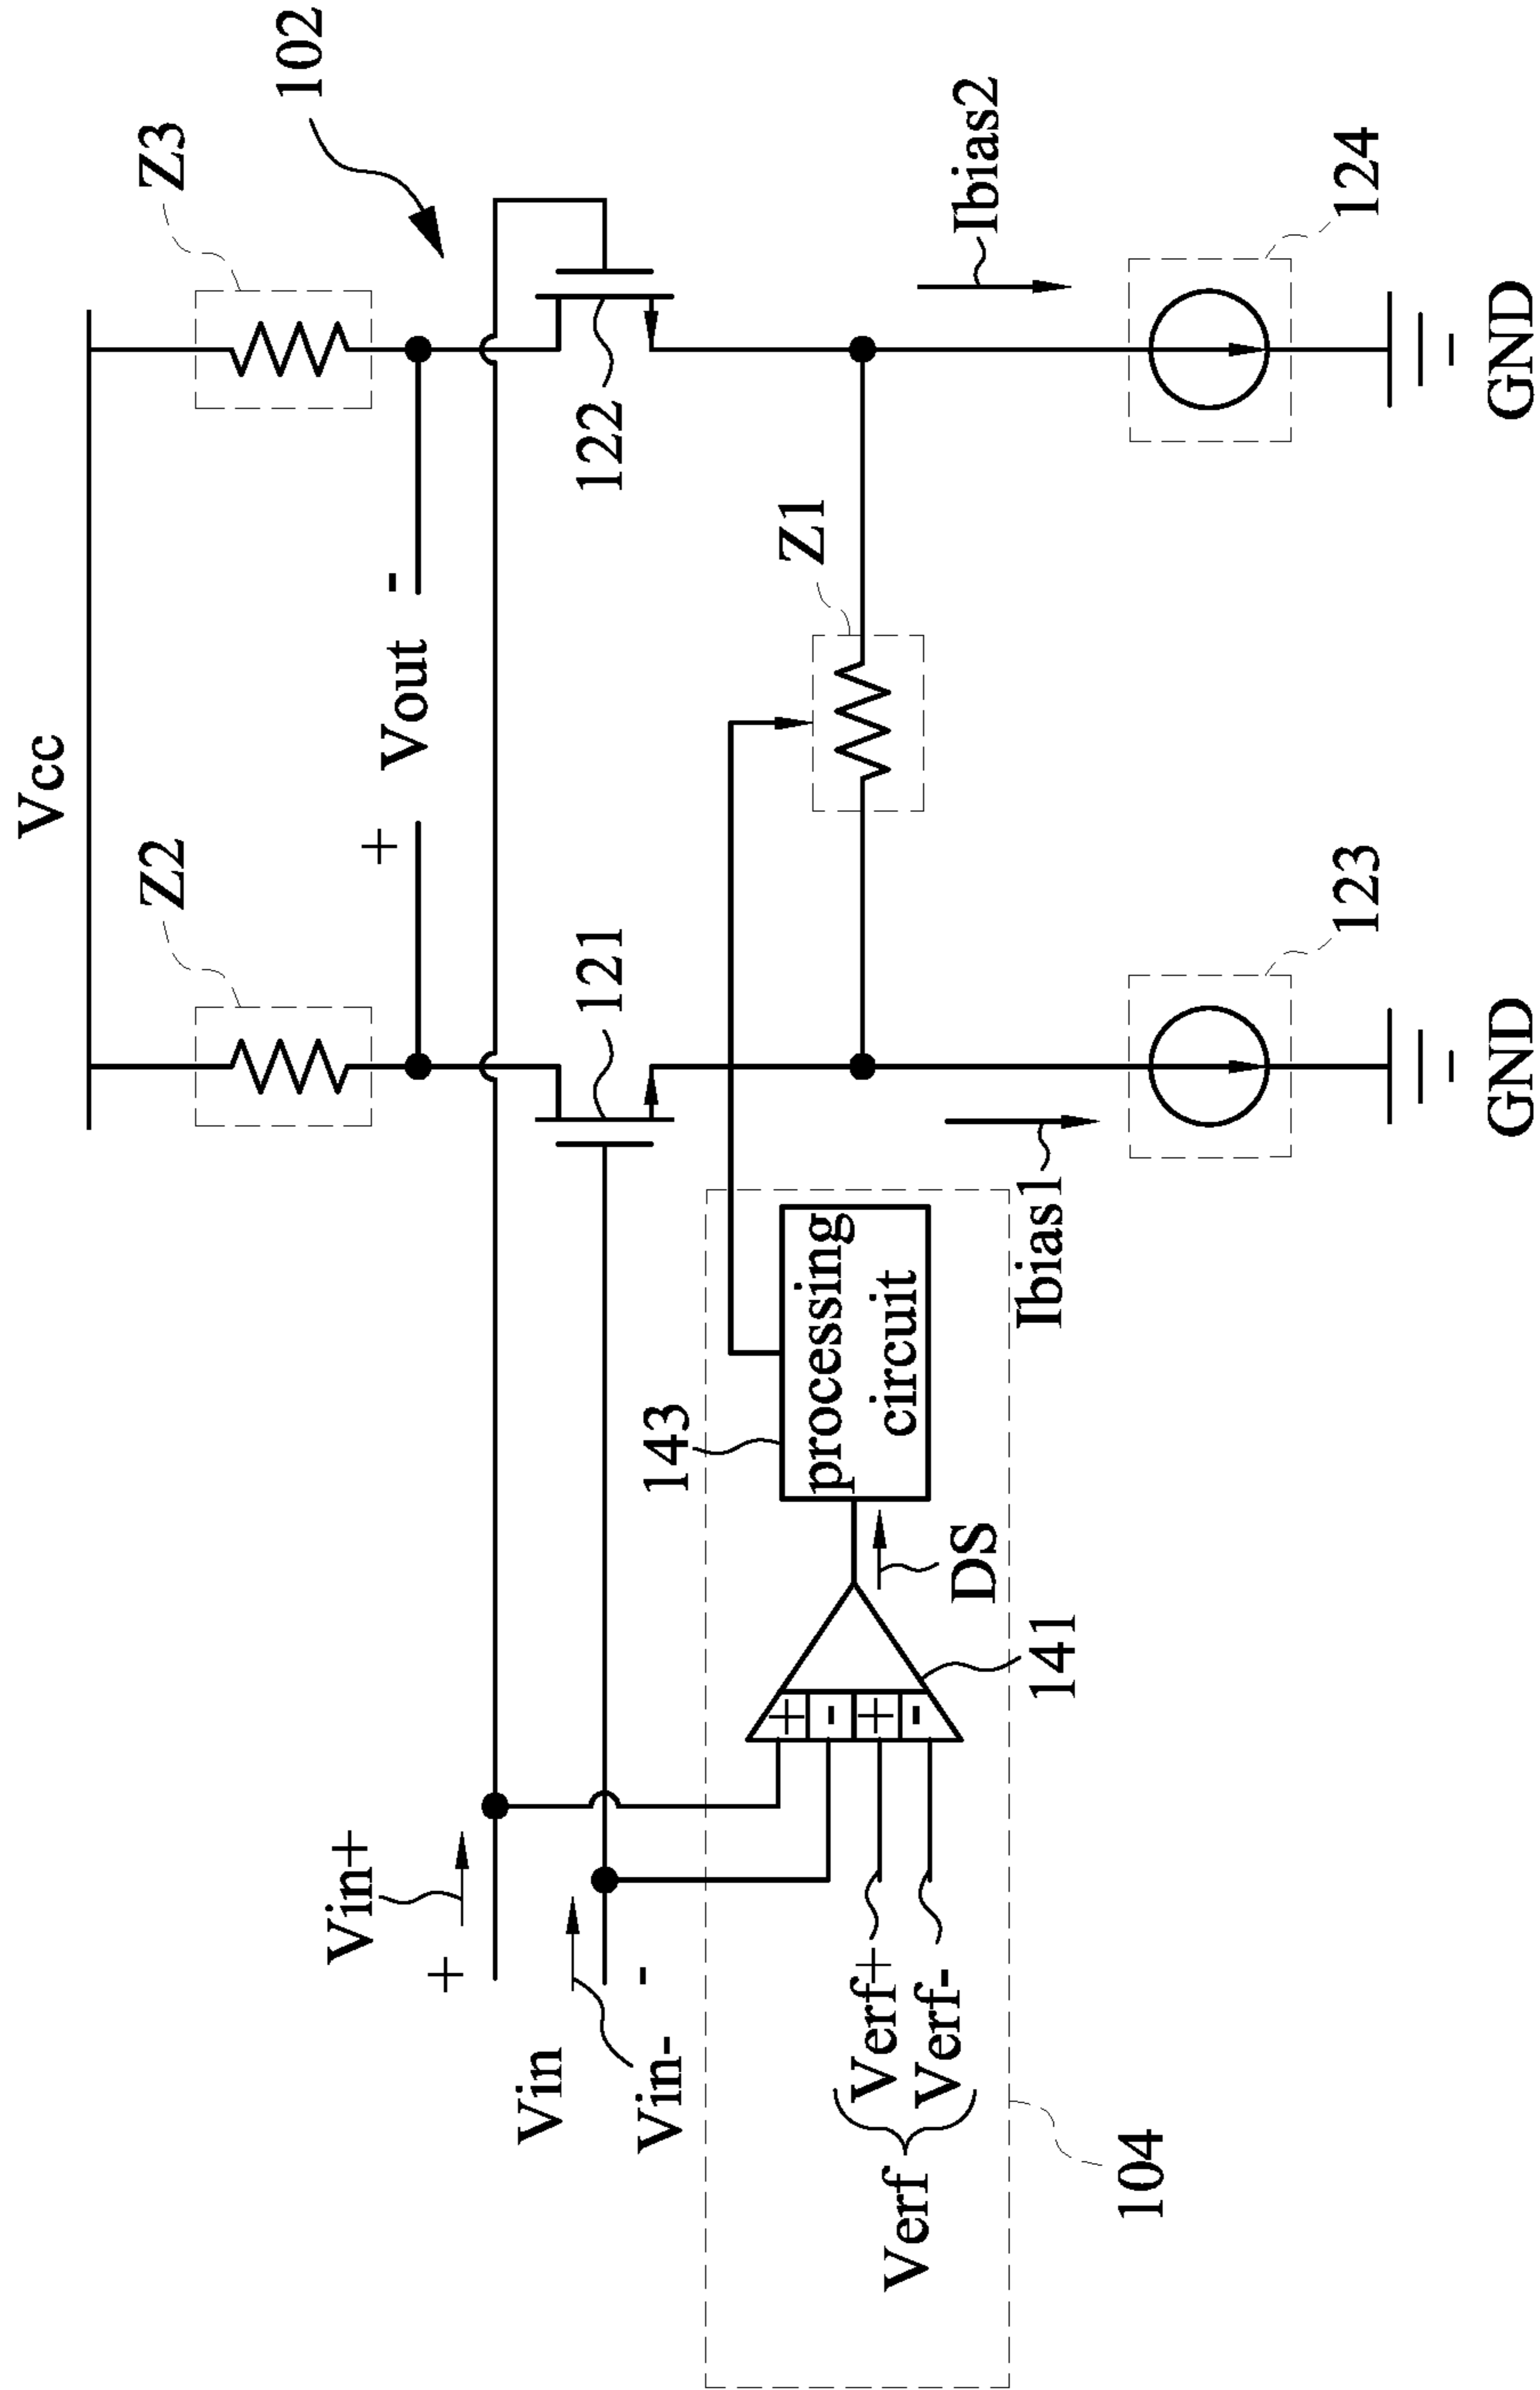 Vcc
Z2
Z3
102
+ Vout -
Vin+
+
Vin
Vin-
-
121
122
143
processing
circuit
Z1
+
-
+
-
DS
141
Verf
Verf+
Verf-
104
Ibias1
Ibias2
123
124
GND
GND